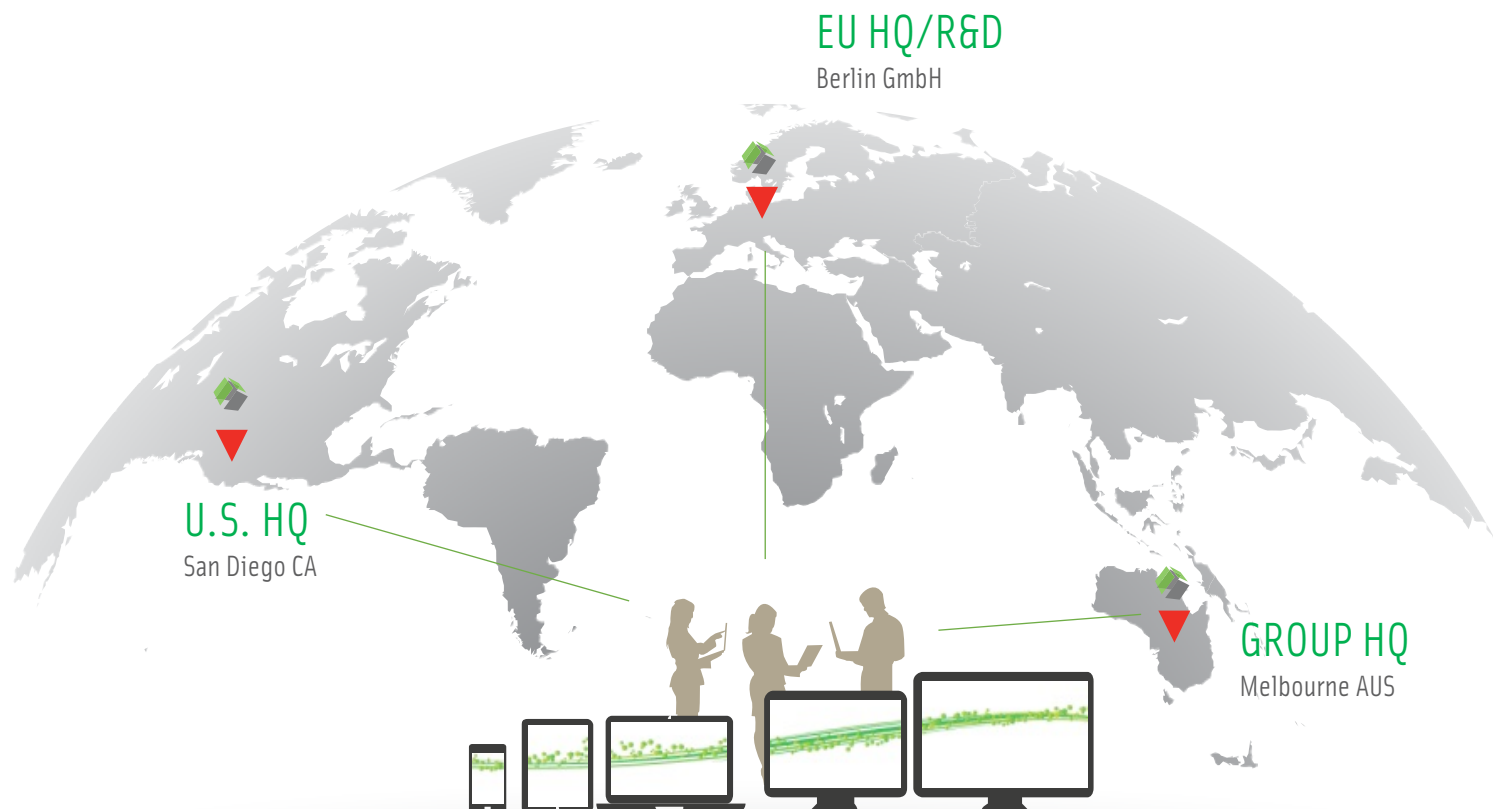 EU HQ/R&D
Berlin GmbH
U.S. HQ
San Diego CA
GROUP HQ
Melbourne AUS